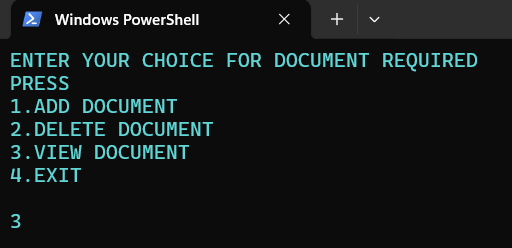 Windows PowerShell
ENTER YOUR CHOICE FOR DOCUMENT REQUIRED
PRESS
1.ADD DOCUMENT
2.DELETE DOCUMENT
3.VIEW DOCUMENT
4.EXIT
3